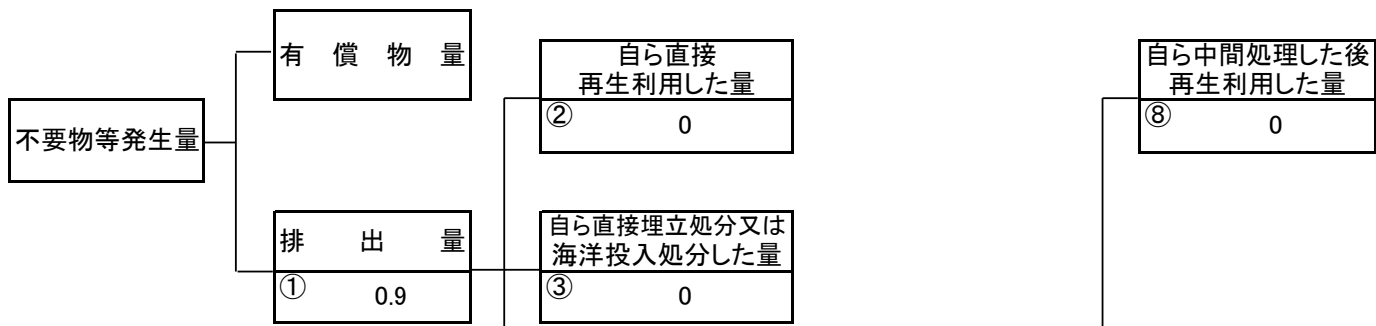 有償物量
自ら直接
再生利用した量
② 0
自ら中間処理した後
再生利用した量
⑧ 0
不要物等発生量
排出量
① 0.9
自ら直接埋立処分又は
海洋投入処分した量
③ 0